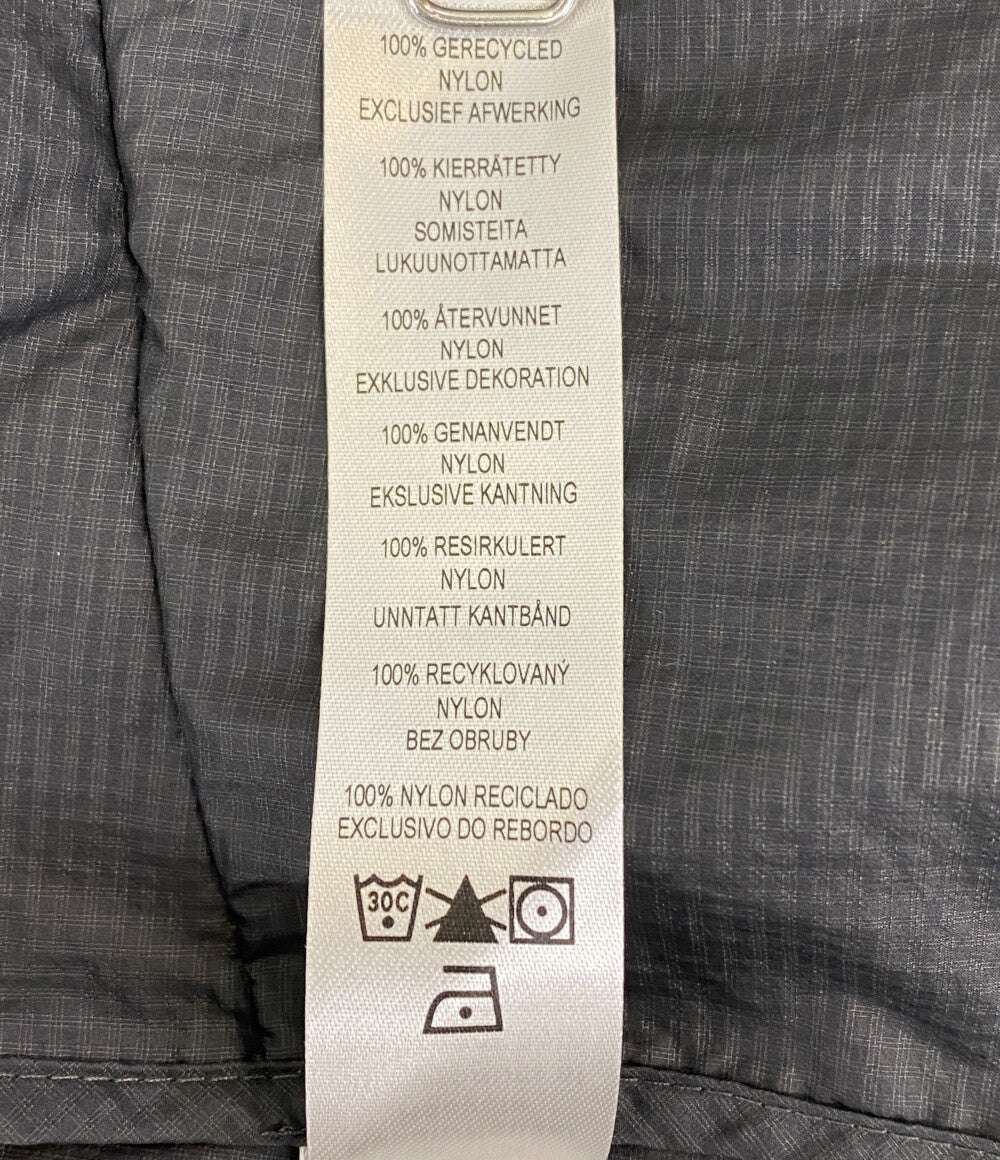 100% GERECYCLED
NYLON
EXCLUSIEF AFWERKING
100% KIERRÄTETTY
NYLON
SOMISTEITA
LUKUUNOTTAMATTA
100% ÅTERVUNNET
NYLON
EXKLUSIVE DEKORATION
100% GENANVENDT
NYLON
EKSLUSIVE KANTNING
100% RESIRKULERT
NYLON
UNNTATT KANTBÅND
100% RECYKLOVANÝ
NYLON
BEZ OBRUBY
100% NYLON RECICLADO
EXCLUSIVO DO REBORDO
30C